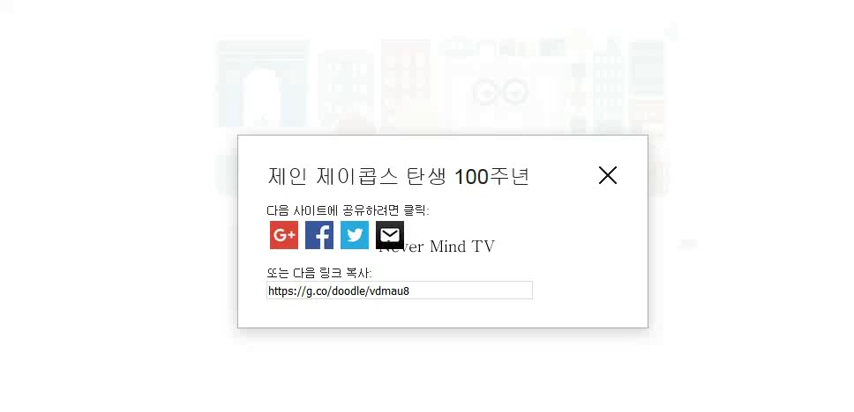 제인 제이콥스 탄생 100주년
다음 사이트에 공유하려면 클릭:
G+
Never Mind TV
또는 다음 링크 복사:
https://g.co/doodle/vdmau8